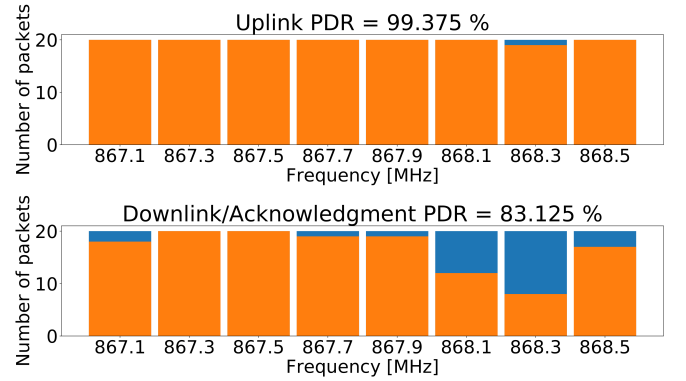 Uplink PDR = 99.375 %
Number of packets
20
10
0
867.1 867.3 867.5 867.7 867.9 868.1 868.3 868.5
Frequency [MHz]
Downlink/Acknowledgment PDR = 83.125 %
Number of packets
20
10
0
867.1 867.3 867.5 867.7 867.9 868.1 868.3 868.5
Frequency [MHz]